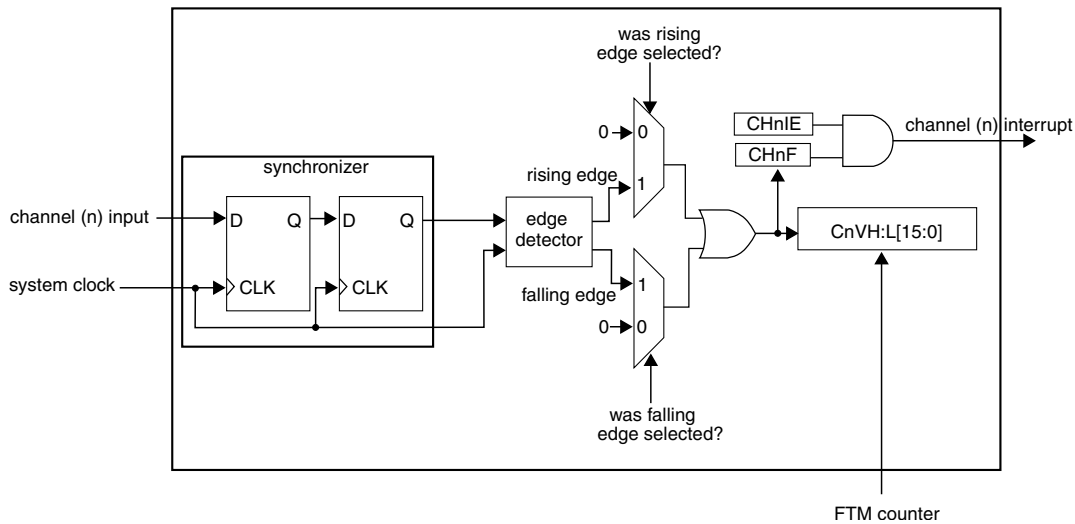 was rising
edge selected?
0
0
CHnIE
channel (n) interrupt
CHnF
synchronizer
rising edge
1
channel (n) input
D
Q
D
Q
edge
detector
CnVH:L[15:0]
system clock
CLK
CLK
falling edge
1
0
0
was falling
edge selected?
FTM counter